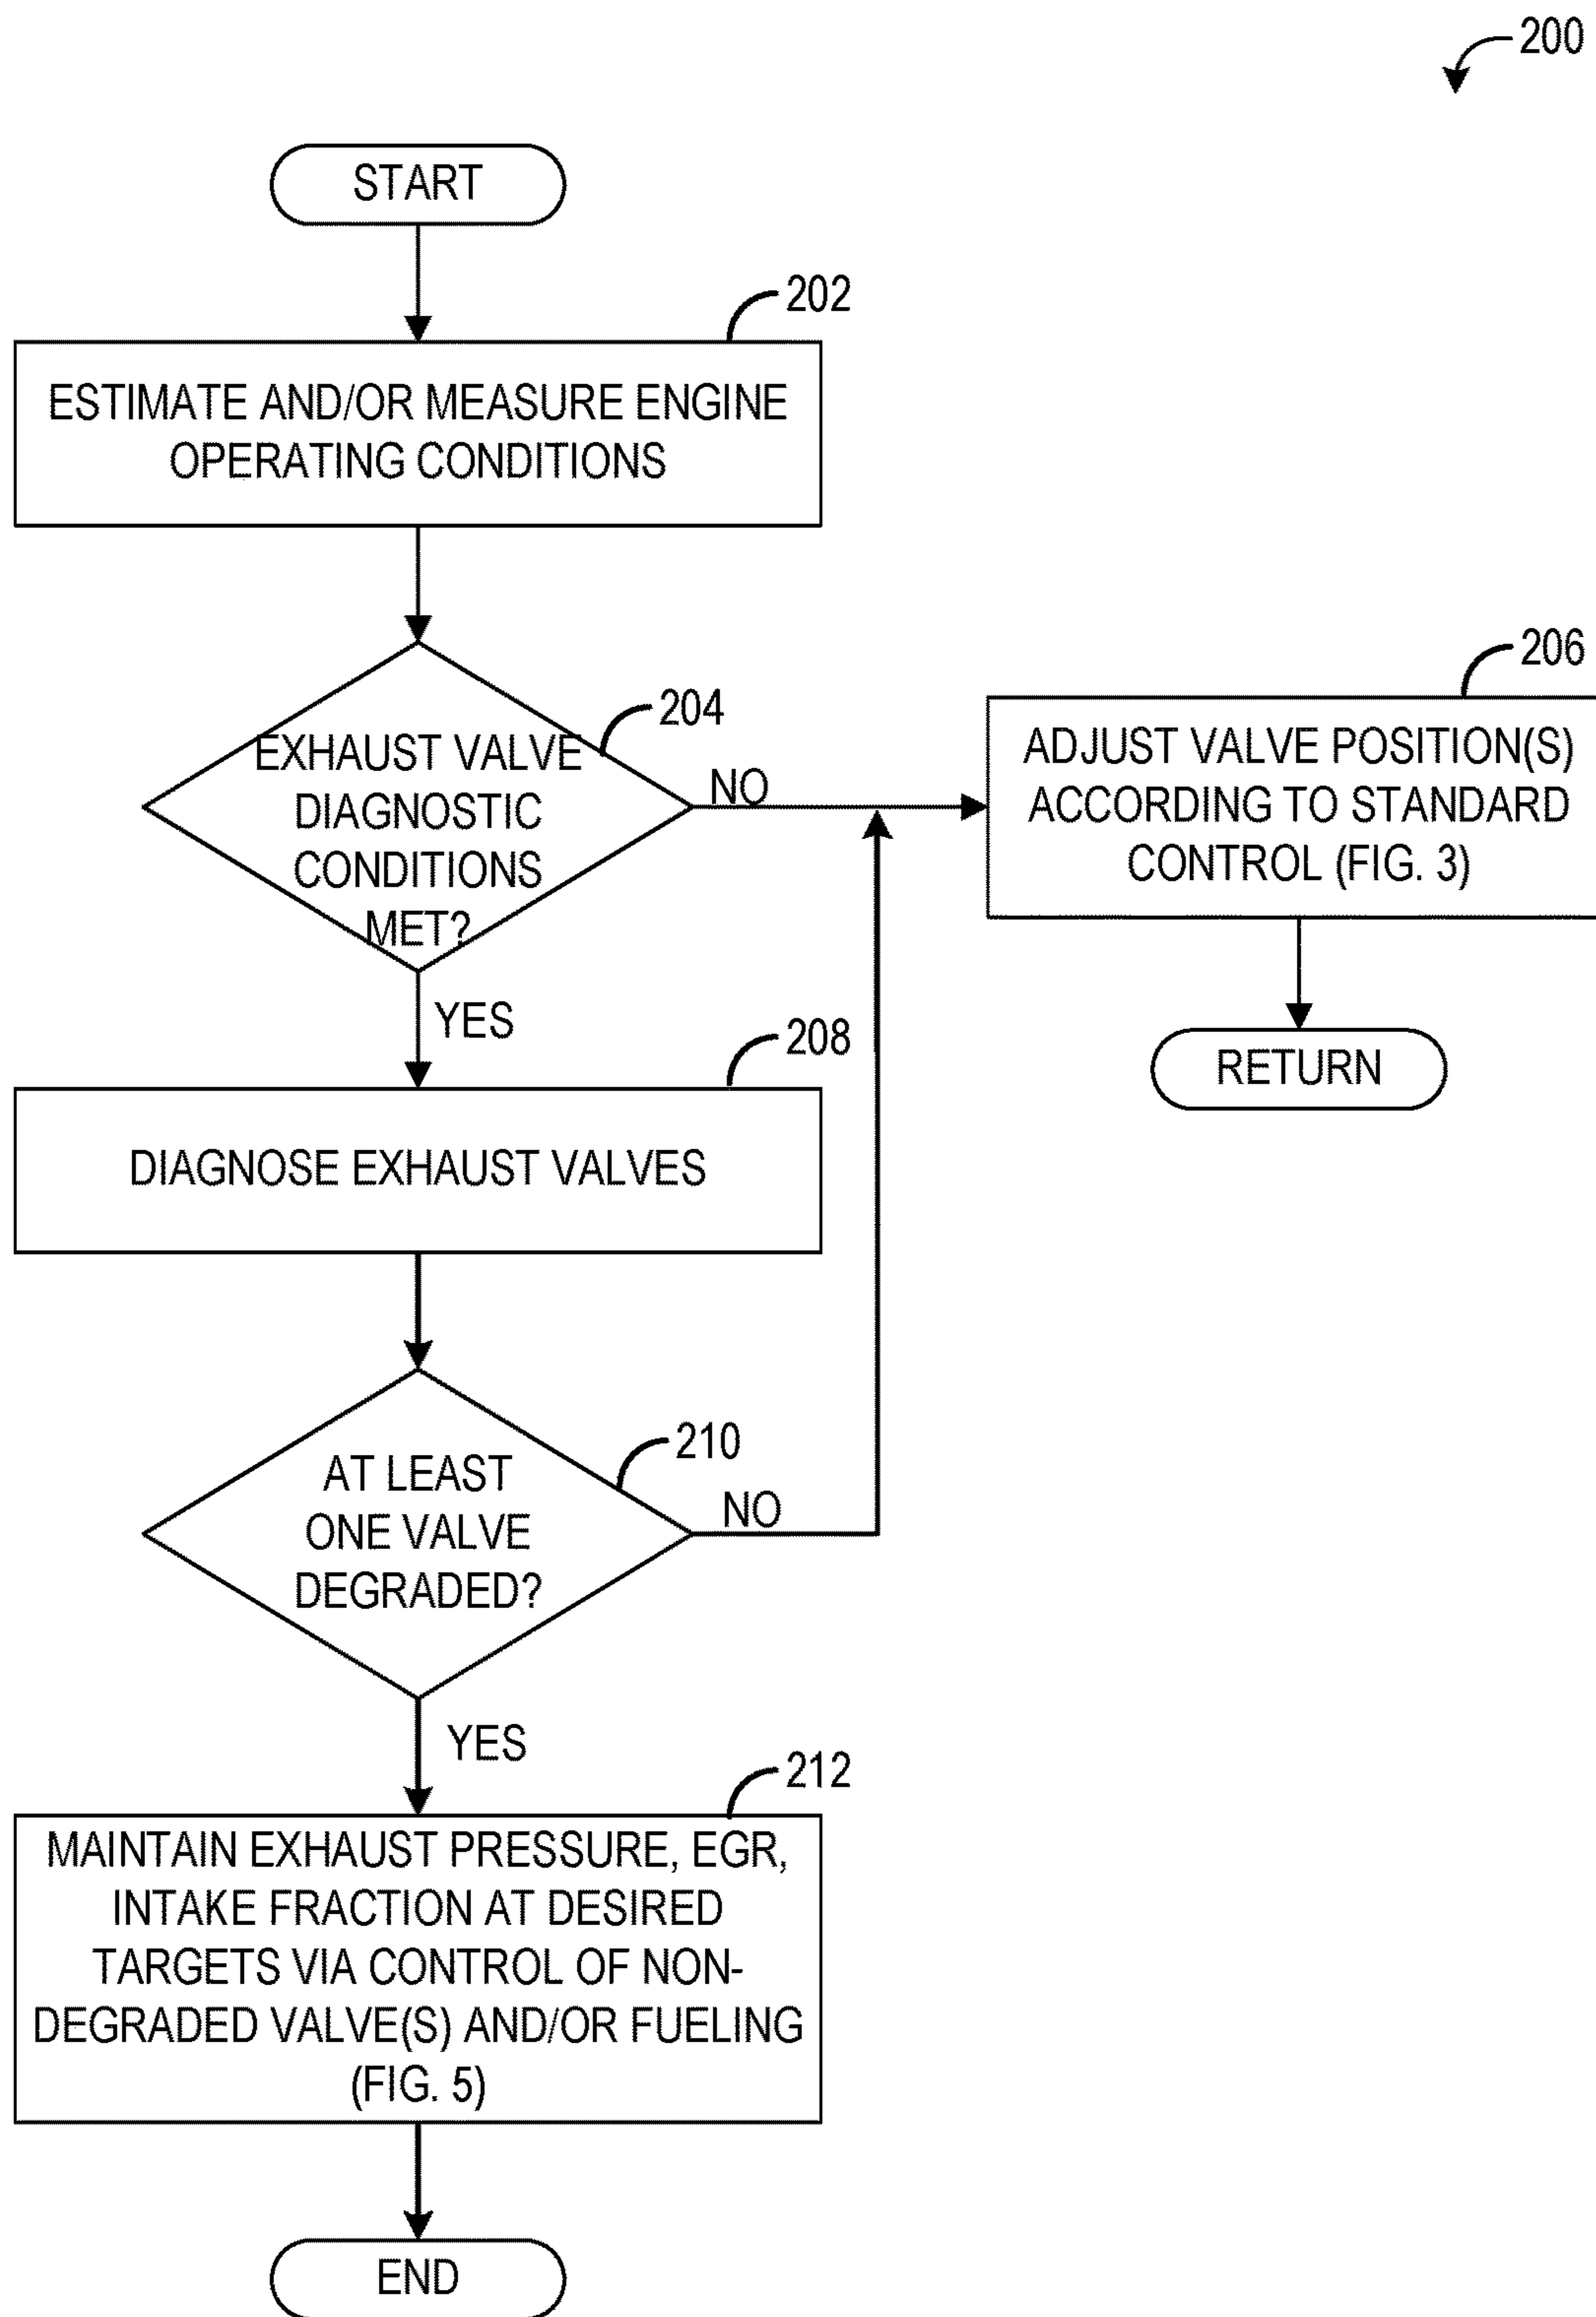 200
START
202
ESTIMATE AND/OR MEASURE ENGINE
OPERATING CONDITIONS
204
EXHAUST VALVE
DIAGNOSTIC
CONDITIONS
MET?
NO
YES
206
ADJUST VALVE POSITION(S)
ACCORDING TO STANDARD
CONTROL (FIG. 3)
RETURN
208
DIAGNOSE EXHAUST VALVES
210
AT LEAST
ONE VALVE
DEGRADED?
NO
YES
212
MAINTAIN EXHAUST PRESSURE, EGR,
INTAKE FRACTION AT DESIRED
TARGETS VIA CONTROL OF NON-
DEGRADED VALVE(S) AND/OR FUELING
(FIG. 5)
END